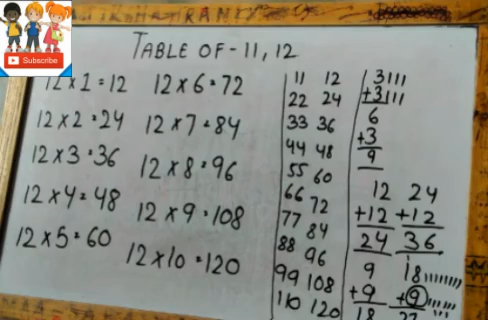 Subscribe
TABLE OF - 11, 12
12 x 1 = 12
12 x 2 = 24
12 x 3 = 36
12 x 4 = 48
12 x 5 = 60
12 x 6 = 72
12 x 7 = 84
12 x 8 = 96
12 x 9 = 108
12 x 10 = 120
11 12
22 24
33 36
44 48
55 60
66 72
77 84
88 96
99 108
110 120
3111
+3111
6
+3
9
12 24
+12 +12
24 36
9 18
+9 +9
18